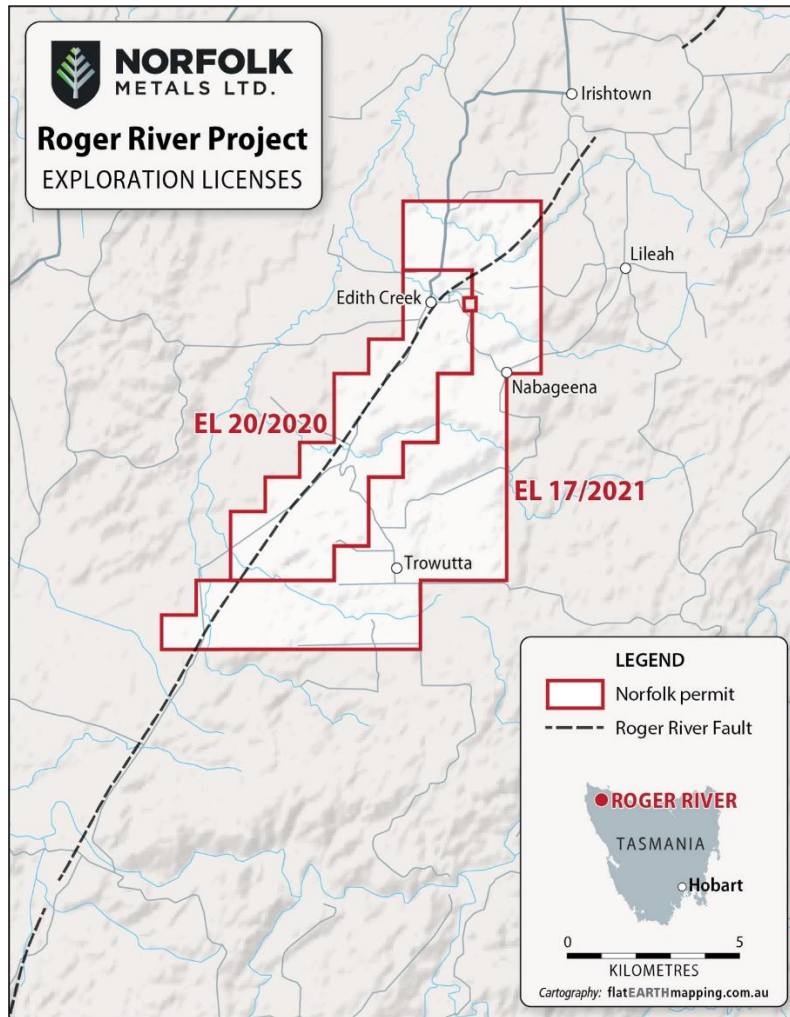 NORFOLK
METALS LTD.
Roger River Project
EXPLORATION LICENSES
Irishtown
Lileah
Edith Creek
Nabageena
EL 20/2020
EL 17/2021
Trowutta
LEGEND
Norfolk permit
Roger River Fault
ROGER RIVER
TASMANIA
Hobart
0 5
KILOMETRES
Cartography: flatEARTHmapping.com.au